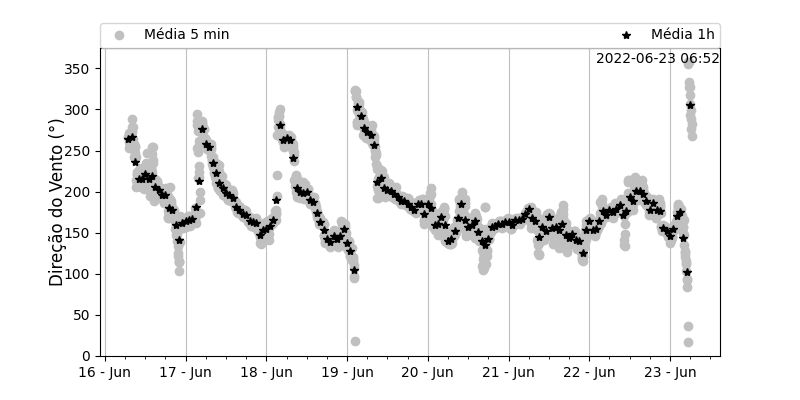 Média 5 min
Média 1h
2022-06-23 06:52
Direção do Vento (°)
350
300
250
200
150
100
50
0
16 - Jun
17 - Jun
18 - Jun
19 - Jun
20 - Jun
21 - Jun
22 - Jun
23 - Jun